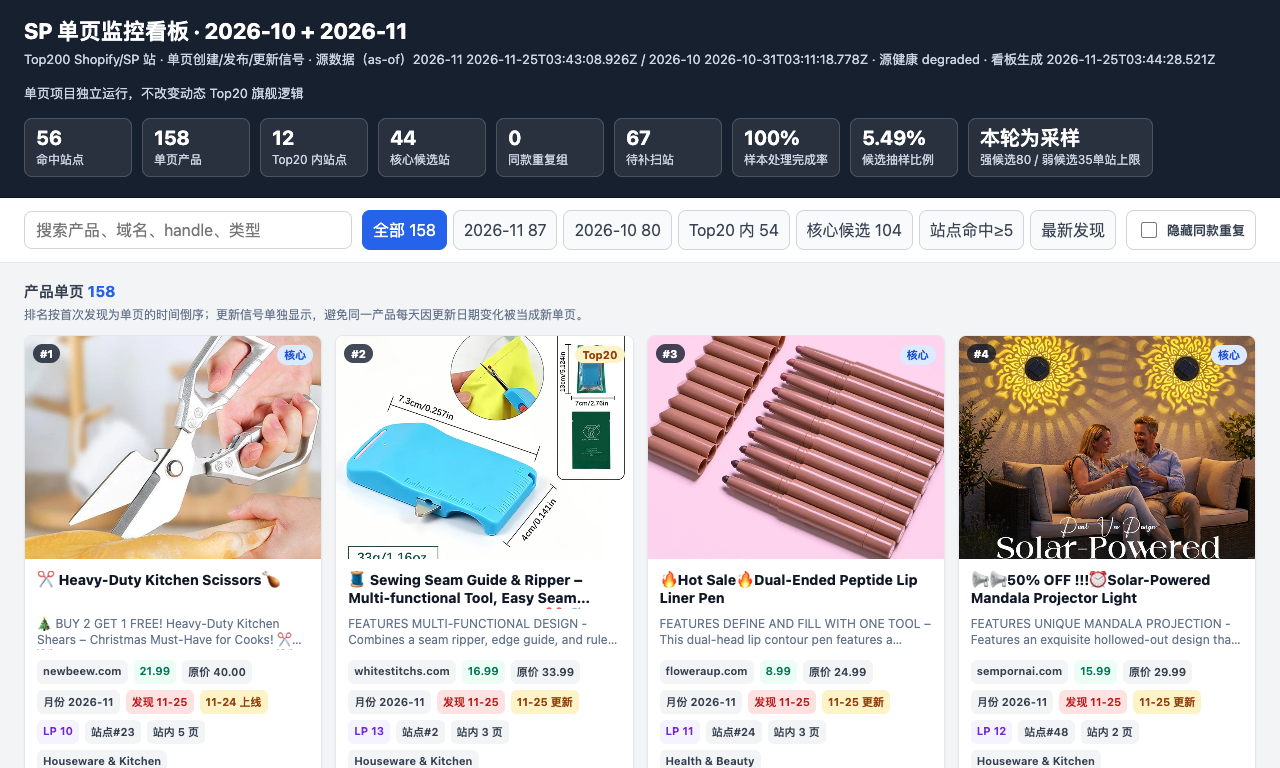 SP 单页监控看板 · 2026-10 + 2026-11
Top200 Shopify/SP 站 · 单页创建/发布/更新信号 · 源数据（as-of）2026-11 2026-11-25T03:43:08.926Z / 2026-10 2026-10-31T03:11:18.778Z · 源健康 degraded · 看板生成 2026-11-25T03:44:28.521Z
单页项目独立运行，不改变动态 Top20 旗舰逻辑
56
命中站点
158
单页产品
12
Top20 内站点
44
核心候选站
0
同款重复组
67
待补扫站
100%
样本处理完成率
5.49%
候选抽样比例
本轮为采样
强候选80 / 弱候选35单站上限
搜索产品、域名、handle、类型
全部 158
2026-11 87
2026-10 80
Top20 内 54
核心候选 104
站点命中≥5
最新发现
隐藏同款重复
产品单页 158
排名按首次发现为单页的时间倒序；更新信号单独显示，避免同一产品每天因更新日期变化被当成新单页。
#1
核心
✂️ Heavy-Duty Kitchen Scissors🍗
🎄 BUY 2 GET 1 FREE! Heavy-Duty Kitchen
Shears – Christmas Must-Have for Cooks! ✂️...
newbeew.com
21.99
原价 40.00
月份 2026-11
发现 11-25
11-24 上线
LP 10
站点#23
站内 5 页
Houseware & Kitchen
#2
Top20
7.3cm/0.257in
13cm/5.124in
7cm/2.76in
4cm/0.141in
33g/1.16oz
🧵 Sewing Seam Guide & Ripper –
Multi-functional Tool, Easy Seam...
FEATURES MULTI-FUNCTIONAL DESIGN -
Combines a seam ripper, edge guide, and rule...
whitestitchs.com
16.99
原价 33.99
月份 2026-11
发现 11-25
11-25 更新
LP 13
站点#2
站内 3 页
Houseware & Kitchen
#3
核心
🔥Hot Sale🔥Dual-Ended Peptide Lip
Liner Pen
FEATURES DEFINE AND FILL WITH ONE TOOL –
This dual-head lip contour pen features a...
floweraup.com
8.99
原价 24.99
月份 2026-11
发现 11-25
11-25 更新
LP 11
站点#24
站内 3 页
Health & Beauty
#4
核心
Solar-Powered
📢📢50% OFF !!!⏰Solar-Powered
Mandala Projector Light
FEATURES UNIQUE MANDALA PROJECTION -
Features an exquisite hollowed-out design tha...
sempornai.com
15.99
原价 29.99
月份 2026-11
发现 11-25
11-25 更新
LP 12
站点#48
站内 2 页
Houseware & Kitchen